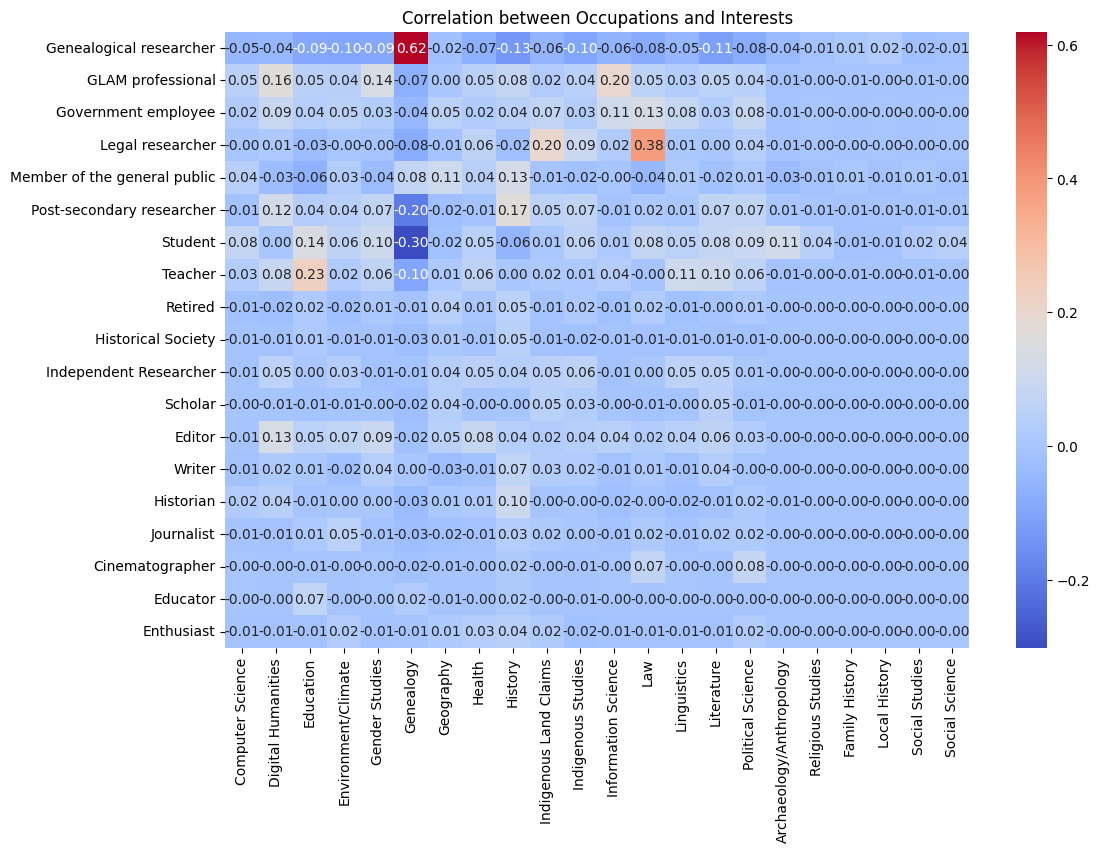 Correlation between Occupations and Interests
Genealogical researcher -0.05 -0.04 -0.09 -0.10 -0.09 0.62 -0.02 -0.07 -0.13 -0.06 -0.10 -0.06 -0.08 -0.05 -0.11 -0.08 -0.04 -0.01 0.01 0.02 -0.02 -0.01
GLAM professional 0.05 0.16 0.05 0.04 0.14 -0.07 0.00 0.05 0.08 0.02 0.04 0.20 0.05 0.03 0.05 0.04 -0.01 -0.00 -0.01 -0.00 -0.01 -0.00
Government employee 0.02 0.09 0.04 0.05 0.03 -0.04 0.05 0.02 0.04 0.07 0.03 0.11 0.13 0.08 0.03 0.08 -0.01 -0.00 -0.00 -0.00 -0.00 -0.00
Legal researcher -0.00 0.01 -0.03 -0.00 -0.00 -0.08 -0.01 0.06 -0.02 0.20 0.09 0.02 0.38 0.01 0.00 0.04 -0.01 -0.00 -0.00 -0.00 -0.00 -0.00
Member of the general public 0.04 -0.03 -0.06 0.03 -0.04 0.08 0.11 0.04 0.13 -0.01 -0.02 -0.00 -0.04 0.01 -0.02 0.01 -0.03 -0.01 0.01 -0.01 0.01 -0.01
Post-secondary researcher -0.01 0.12 0.04 0.04 0.07 -0.20 -0.02 -0.01 0.17 0.05 0.07 -0.01 0.02 0.01 0.07 0.07 0.01 -0.01 -0.01 -0.01 -0.01 -0.01
Student 0.08 0.00 0.14 0.06 0.10 -0.30 -0.02 0.05 -0.06 0.01 0.06 0.01 0.08 0.05 0.08 0.09 0.11 0.04 -0.01 -0.01 0.02 0.04
Teacher 0.03 0.08 0.23 0.02 0.06 -0.10 0.01 0.06 0.00 0.02 0.01 0.04 -0.00 0.11 0.10 0.06 -0.01 -0.00 -0.01 -0.00 -0.01 -0.00
Retired -0.01 -0.02 0.02 -0.02 0.01 -0.01 0.04 0.01 0.05 -0.01 0.02 -0.01 0.02 -0.01 -0.00 0.01 -0.00 -0.00 -0.00 -0.00 -0.00 -0.00
Historical Society -0.01 -0.01 0.01 -0.01 -0.01 -0.03 0.01 -0.01 0.05 -0.01 -0.02 -0.01 -0.01 -0.01 -0.01 -0.01 -0.00 -0.00 -0.00 -0.00 -0.00 -0.00
Independent Researcher -0.01 0.05 0.00 0.03 -0.01 -0.01 0.04 0.05 0.04 0.05 0.06 -0.01 0.00 0.05 0.05 0.01 -0.00 -0.00 -0.00 -0.00 -0.00 -0.00
Scholar -0.00 -0.01 -0.01 -0.01 -0.00 -0.02 0.04 -0.00 -0.00 0.05 0.03 -0.00 -0.01 -0.00 0.05 -0.01 -0.00 -0.00 -0.00 -0.00 -0.00 -0.00
Editor -0.01 0.13 0.05 0.07 0.09 -0.02 0.05 0.08 0.04 0.02 0.04 0.04 0.02 0.04 0.06 0.03 -0.00 -0.00 -0.00 -0.00 -0.00 -0.00
Writer -0.01 0.02 0.01 -0.02 0.04 0.00 -0.03 -0.01 0.07 0.03 0.02 -0.01 0.01 -0.01 0.04 -0.00 -0.00 -0.00 -0.00 -0.00 -0.00 -0.00
Historian 0.02 0.04 -0.01 0.00 0.00 -0.03 0.01 0.01 0.10 -0.00 -0.00 -0.02 -0.00 -0.02 -0.01 0.02 -0.01 -0.00 -0.00 -0.00 -0.00 -0.00
Journalist -0.01 -0.01 0.01 0.05 -0.01 -0.03 -0.02 -0.01 0.03 0.02 0.00 -0.01 0.02 -0.01 0.02 0.02 -0.00 -0.00 -0.00 -0.00 -0.00 -0.00
Cinematographer -0.00 -0.00 -0.01 -0.00 -0.00 -0.02 -0.01 -0.00 0.02 -0.00 -0.01 -0.00 0.07 -0.00 -0.00 0.08 -0.00 -0.00 -0.00 -0.00 -0.00 -0.00
Educator -0.00 -0.00 0.07 -0.00 -0.00 0.02 -0.01 -0.00 0.02 -0.01 -0.00 -0.00 -0.00 -0.00 -0.00 -0.00 -0.00 -0.00 -0.00 -0.00 -0.00 -0.00
Enthusiast -0.01 -0.01 -0.01 0.02 -0.01 -0.01 0.01 0.03 0.04 0.02 -0.02 -0.01 -0.01 -0.01 -0.01 0.02 -0.00 -0.00 -0.00 -0.00 -0.00 -0.00
Computer Science
Digital Humanities
Education
Environment/Climate
Gender Studies
Genealogy
Geography
Health
History
Indigenous Land Claims
Indigenous Studies
Information Science
Law
Linguistics
Literature
Political Science
Archaeology/Anthropology
Religious Studies
Family History
Local History
Social Studies
Social Science
0.6
0.4
0.2
0.0
−0.2